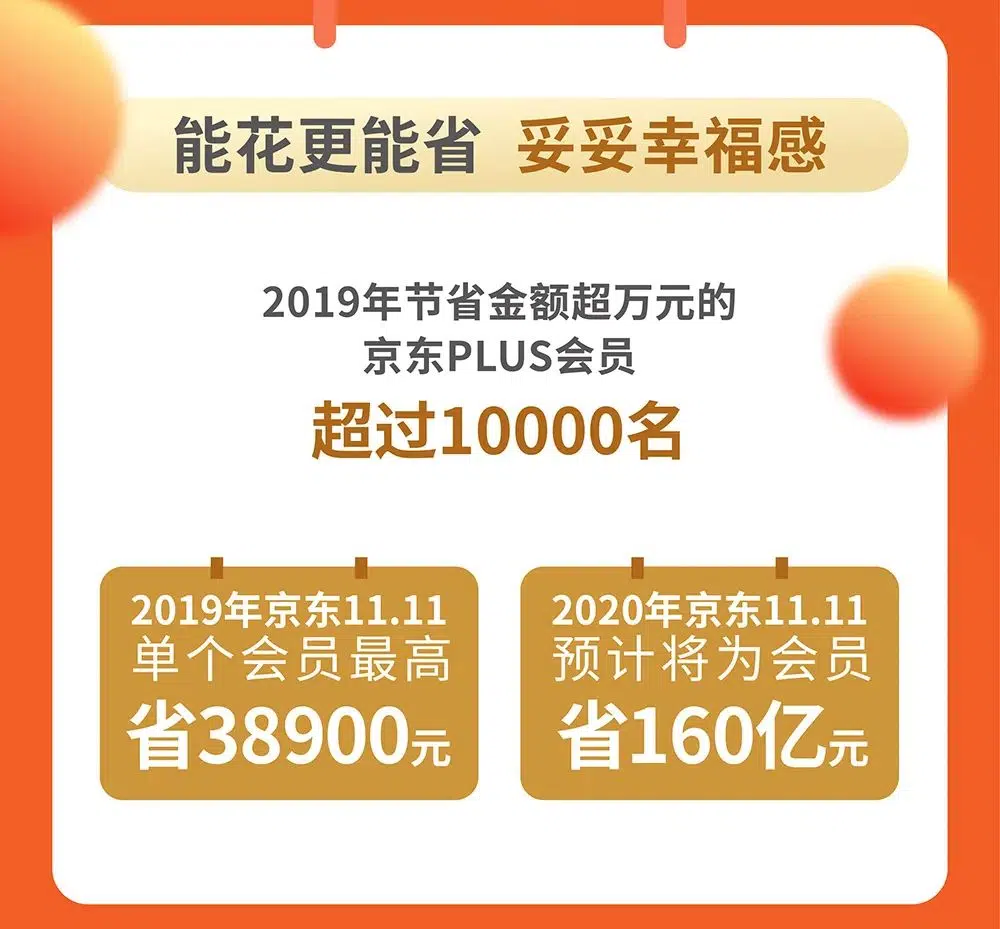 能花更能省 妥妥幸福感
2019年节省金额超万元的
京东PLUS会员
超过10000名
2019年京东11.11
单个会员最高
省38900元
2020年京东11.11
预计将为会员
省160亿元